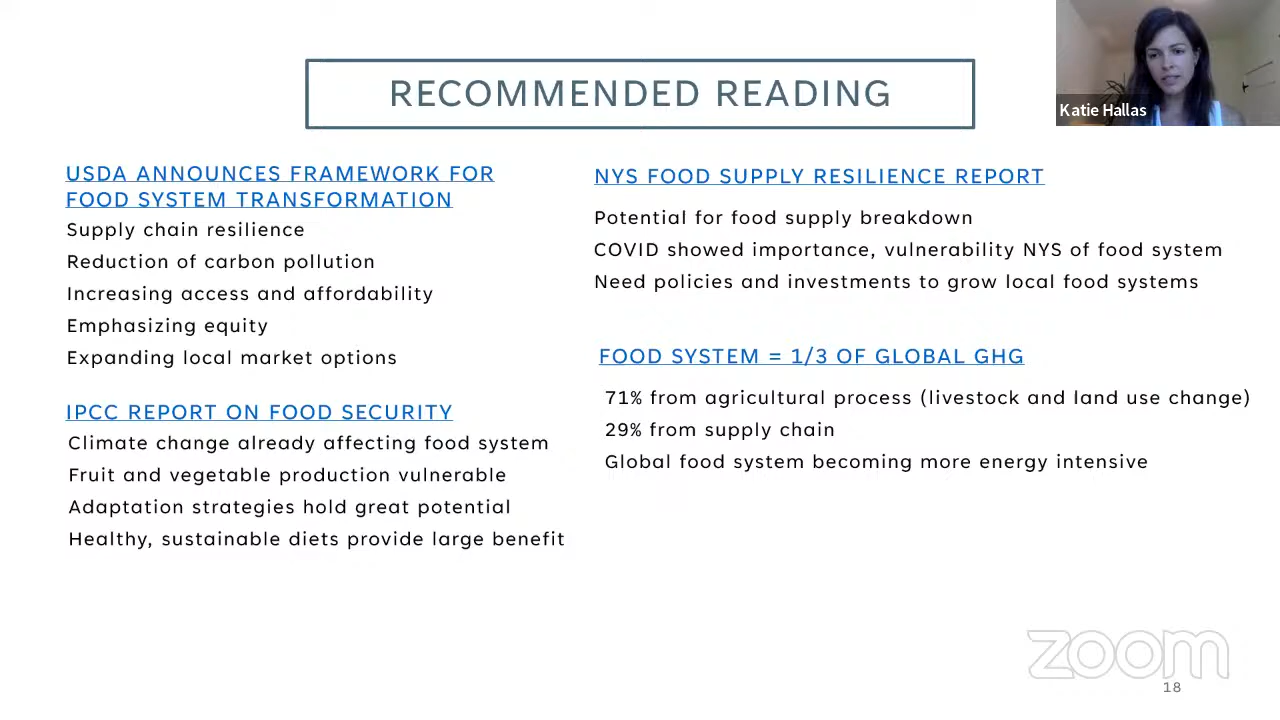 RECOMMENDED READING
Katie Hallas
USDA ANNOUNCES FRAMEWORK FOR
FOOD SYSTEM TRANSFORMATION
Supply chain resilience
Reduction of carbon pollution
Increasing access and affordability
Emphasizing equity
Expanding local market options
IPCC REPORT ON FOOD SECURITY
Climate change already affecting food system
Fruit and vegetable production vulnerable
Adaptation strategies hold great potential
Healthy, sustainable diets provide large benefit
NYS FOOD SUPPLY RESILIENCE REPORT
Potential for food supply breakdown
COVID showed importance, vulnerability NYS of food system
Need policies and investments to grow local food systems
FOOD SYSTEM = 1/3 OF GLOBAL GHG
71% from agricultural process (livestock and land use change)
29% from supply chain
Global food system becoming more energy intensive
zoom
18